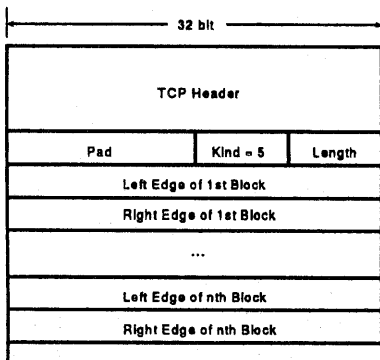 32 bit
TCP Header
Pad Kind = 5 Length
Left Edge of 1st Block
Right Edge of 1st Block
...
Left Edge of nth Block
Right Edge of nth Block